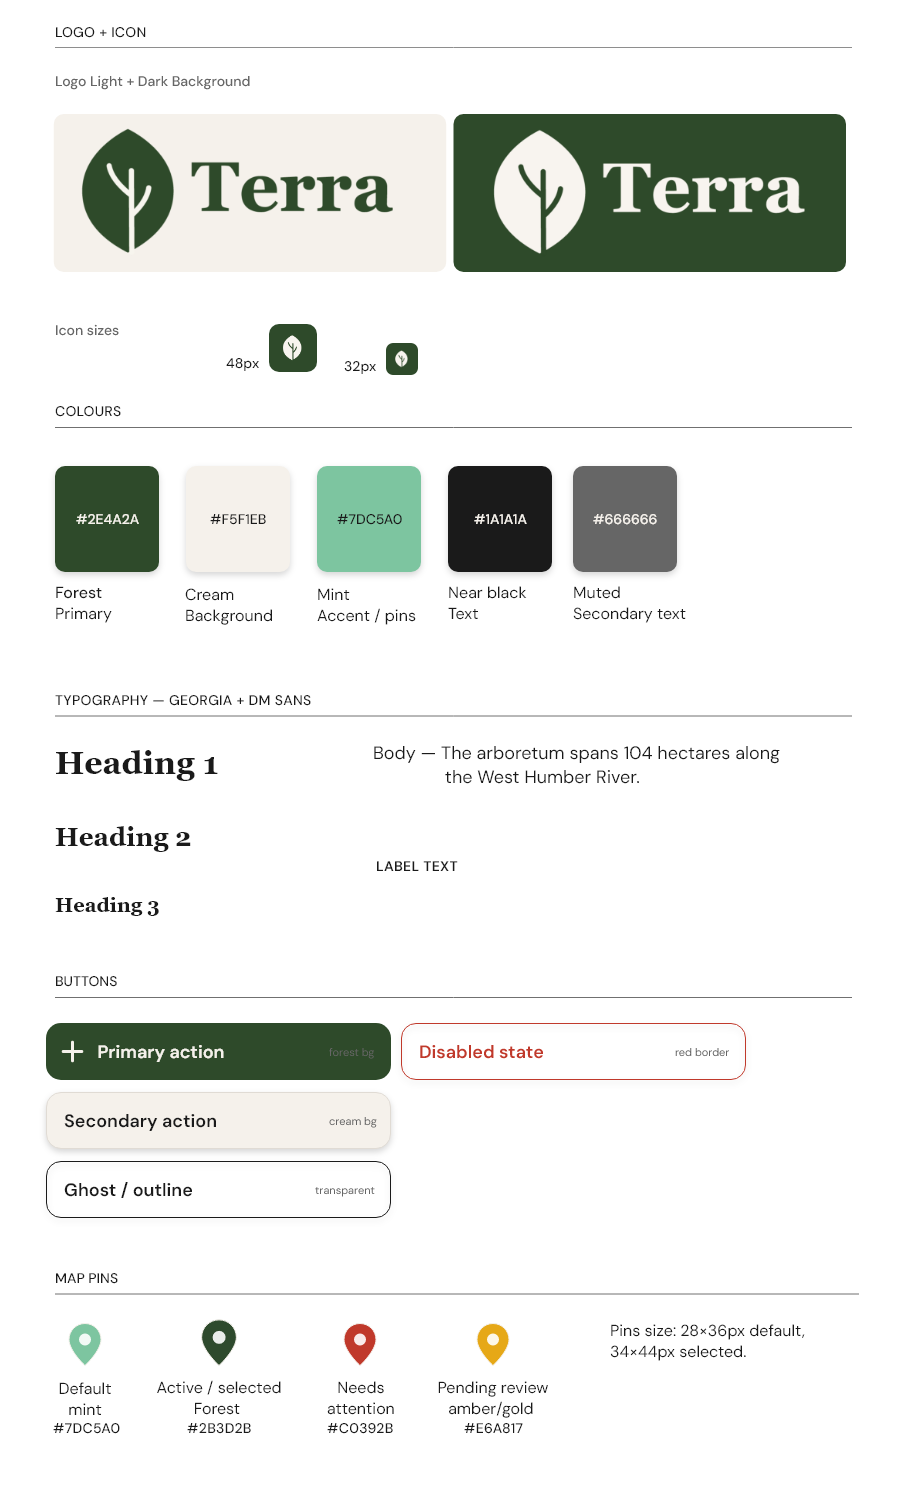 LOGO + ICON
Logo Light + Dark Background
Terra
Terra
Icon sizes
48px
32px
COLOURS
#2E4A2A
#F5F1EB
#7DC5A0
#1A1A1A
#666666
Forest
Primary
Cream
Background
Mint
Accent / pins
Near black
Text
Muted
Secondary text
TYPOGRAPHY — GEORGIA + DM SANS
Heading 1
Body — The arboretum spans 104 hectares along
the West Humber River.
Heading 2
LABEL TEXT
Heading 3
BUTTONS
Primary action
forest bg
Disabled state
red border
Secondary action
cream bg
Ghost / outline
transparent
MAP PINS
Default
mint
#7DC5A0
Active / selected
Forest
#2B3D2B
Needs
attention
#C0392B
Pending review
amber/gold
#E6A817
Pins size: 28×36px default,
34×44px selected.